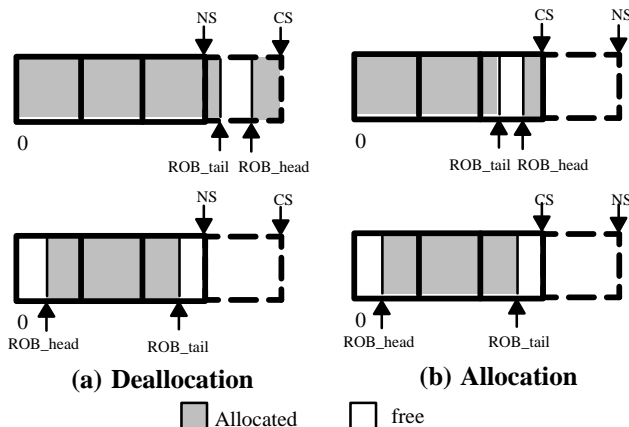 NS CS CS NS
0 0
ROB_tail ROB_head ROB_tail ROB_head
NS CS CS NS
0 0
ROB_head ROB_tail ROB_head ROB_tail
(a) Deallocation (b) Allocation
Allocated free